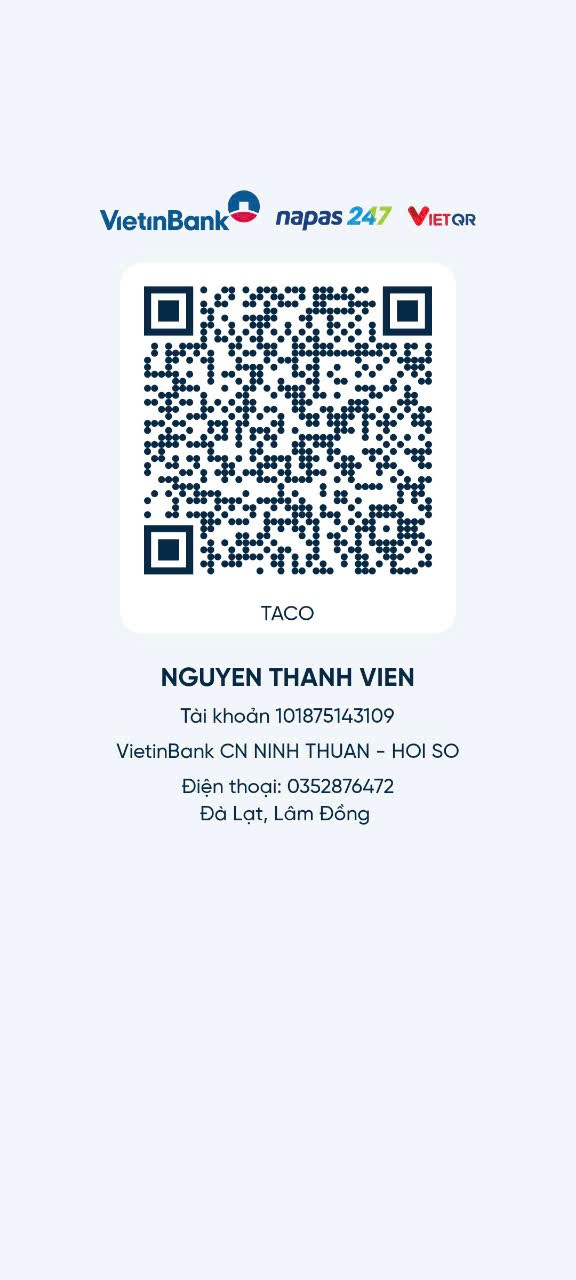 VietinBank napas 247 VIETQR
TACO
NGUYEN THANH VIEN
Tài khoản 101875143109
VietinBank CN NINH THUAN - HOI SO
Điện thoại: 0352876472
Đà Lạt, Lâm Đồng